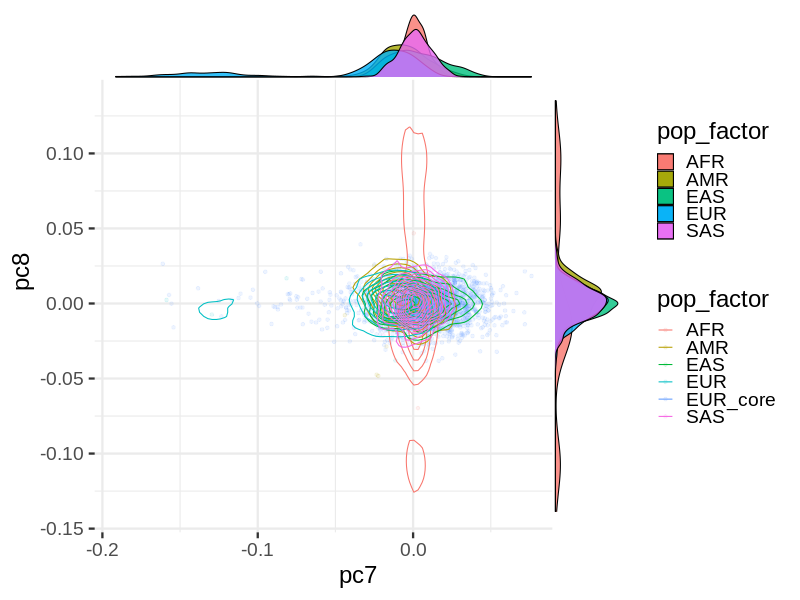 pop_factor
AFR
AMR
EAS
EUR
SAS
pop_factor
AFR
AMR
EAS
EUR
EUR_core
SAS
pc8
0.10
0.05
0.00
-0.05
-0.10
-0.15
-0.2
-0.1
0.0
pc7